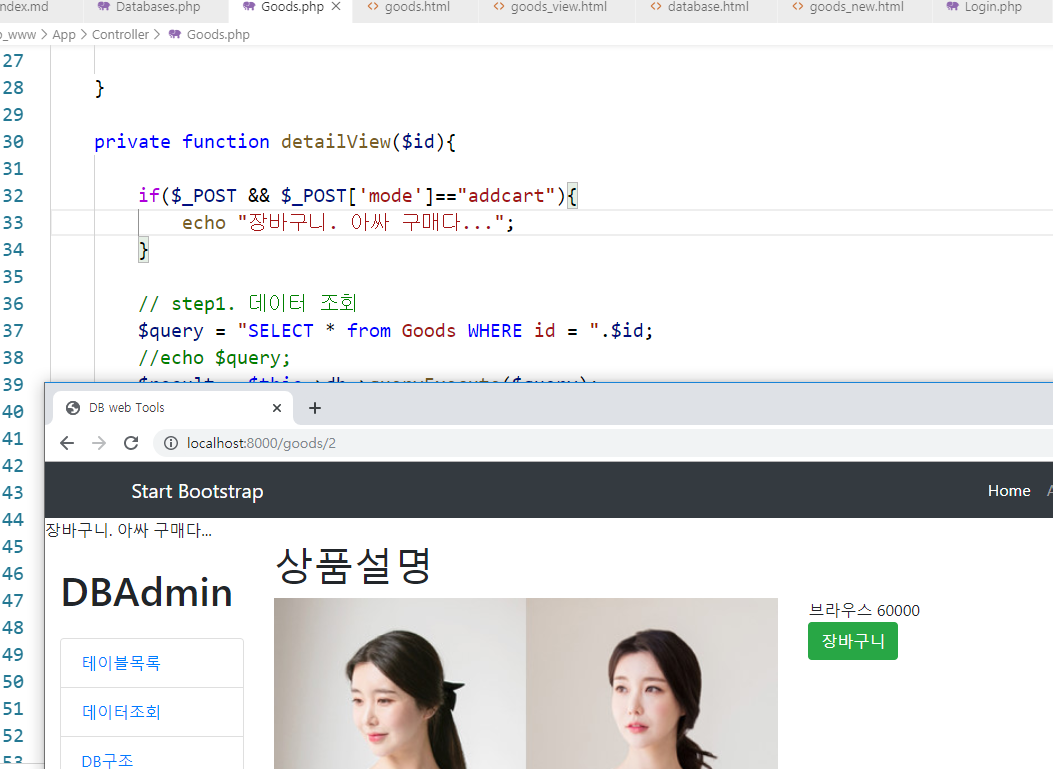 ndex.md Databases.php Goods.php goods.html goods_view.html database.html goods_new.html Login.php
_www > App > Controller > Goods.php
27
28 }
29
30 private function detailView($id){
31
32 if($_POST && $_POST['mode']=="addcart"){
33 echo "장바구니. 아싸 구매다...";
34 }
35
36 // step1. 데이터 조회
37 $query = "SELECT * from Goods WHERE id = ".$id;
38 //echo $query;
39 $result = $this->db->queryExecute($query);
40
DB web Tools
41
localhost:8000/goods/2
42
43
Start Bootstrap Home
44
장바구니. 아싸 구매다...
45
상품설명
46
DBAdmin
브라우스 60000
47
48
장바구니
49
테이블목록
50
51
데이터조회
52
53
DB구조